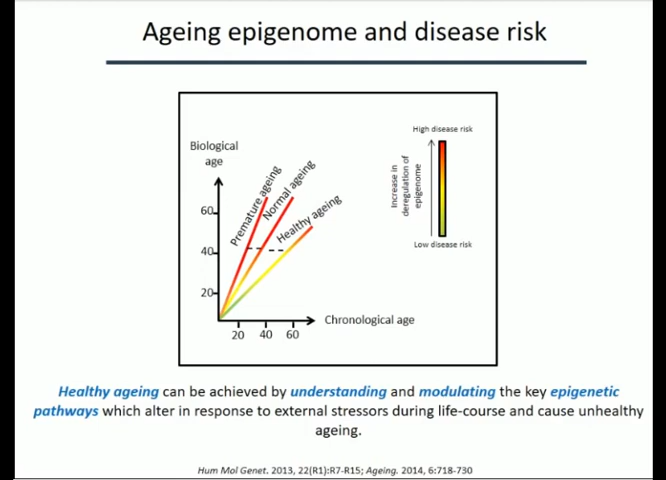 Ageing epigenome and disease risk
High disease risk
Biological
age
Premature ageing
Normal ageing
Healthy ageing
Increase in
deregulation of
epigenome
60
40
20
Low disease risk
Chronological age
20 40 60
Healthy ageing can be achieved by understanding and modulating the key epigenetic
pathways which alter in response to external stressors during life-course and cause unhealthy
ageing.
Hum Mol Genet. 2013, 22(R1):R7-R15; Ageing. 2014, 6:718-730